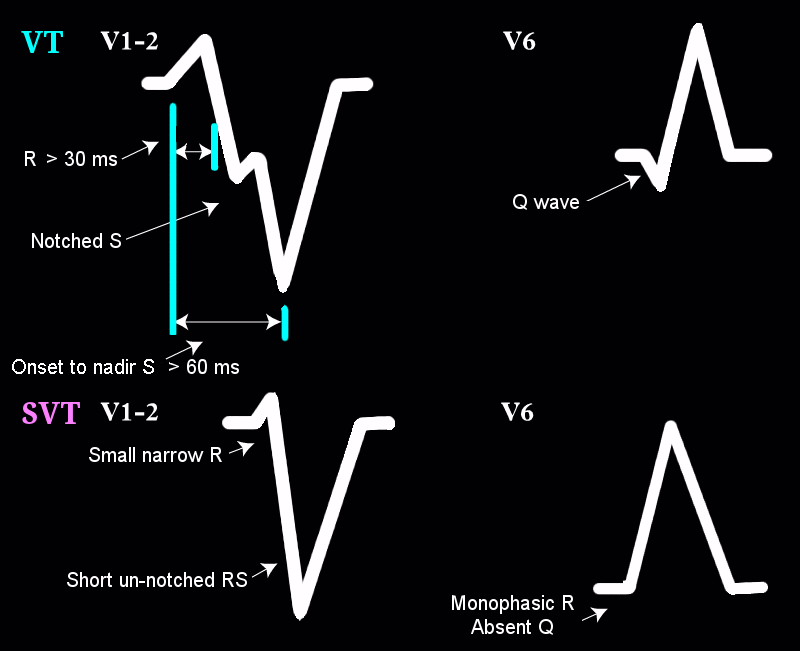 VT V1-2 V6
R > 30 ms
Q wave
Notched S
Onset to nadir S > 60 ms
SVT V1-2 V6
Small narrow R
Short un-notched RS
Monophasic R
Absent Q